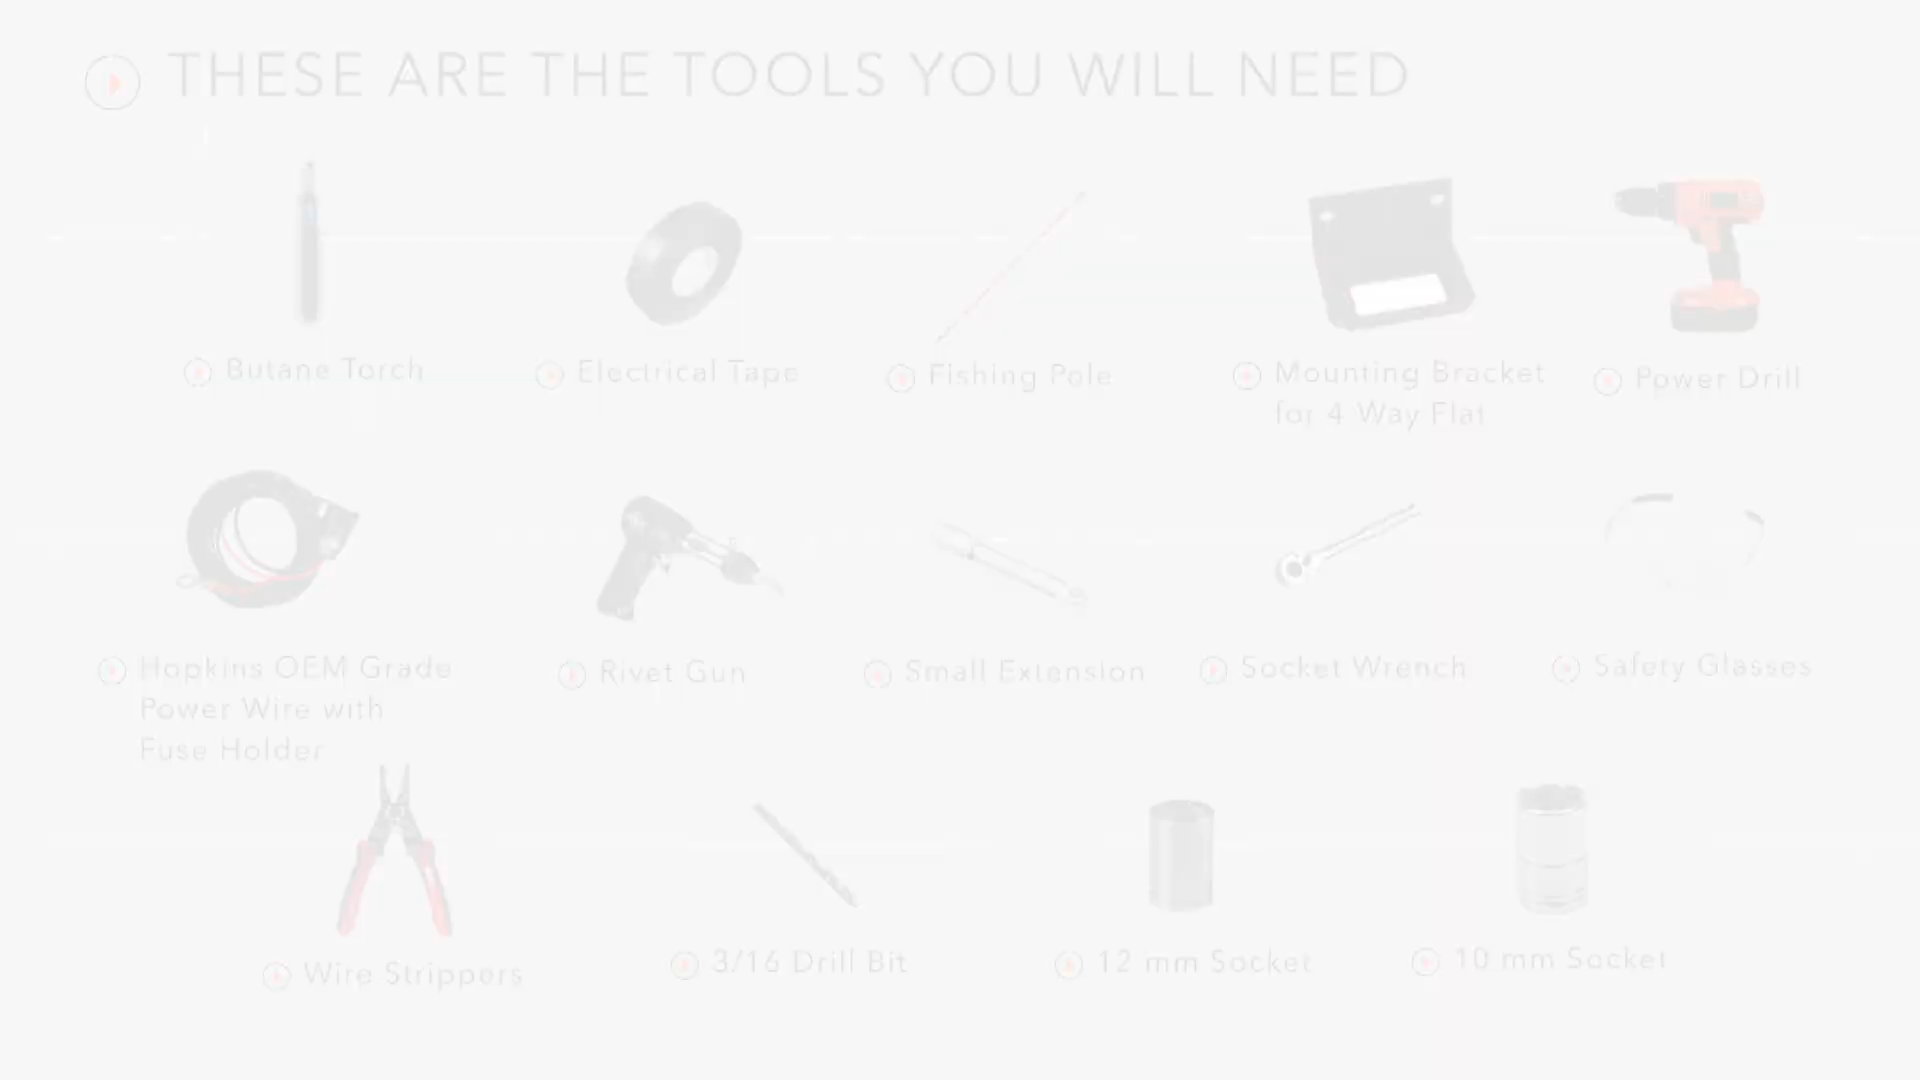 THESE ARE THE TOOLS YOU WILL NEED
Butane Torch
Electrical Tape
Fishing Pole
Mounting Bracket
for 4 Way Flat
Power Drill
Hopkins OEM Grade
Power Wire with
Fuse Holder
Rivet Gun
Small Extension
Socket Wrench
Safety Glasses
Wire Strippers
3/16 Drill Bit
12 mm Socket
10 mm Socket